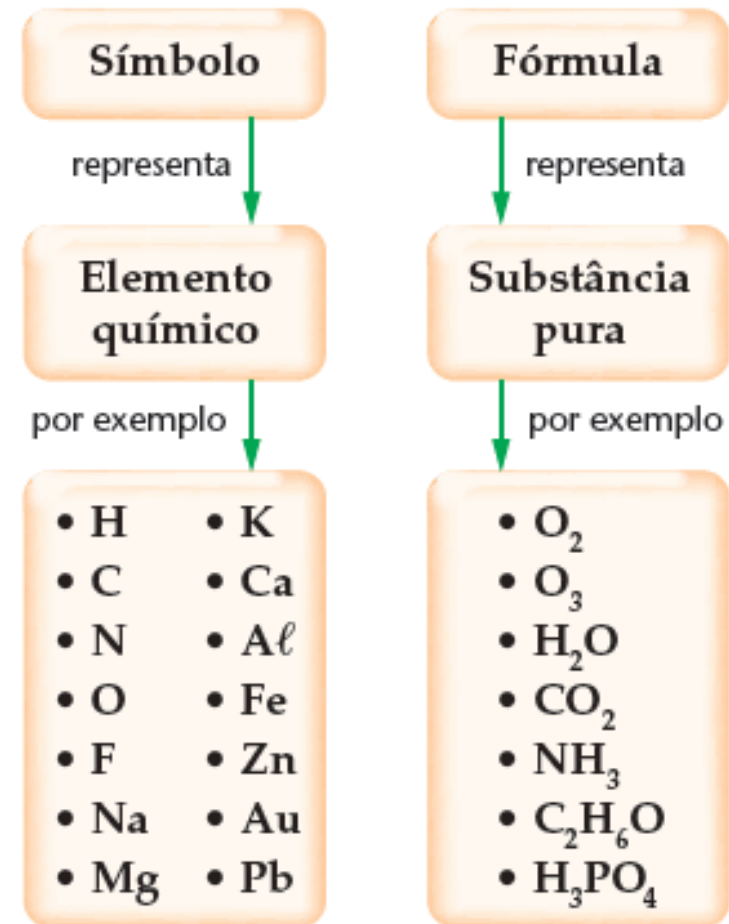 Símbolo
representa
Elemento
químico
por exemplo
• H • K
• C • Ca
• N • Aℓ
• O • Fe
• F • Zn
• Na • Au
• Mg • Pb
Fórmula
representa
Substância
pura
por exemplo
• O₂
• O₃
• H₂O
• CO₂
• NH₃
• C₂H₆O
• H₃PO₄